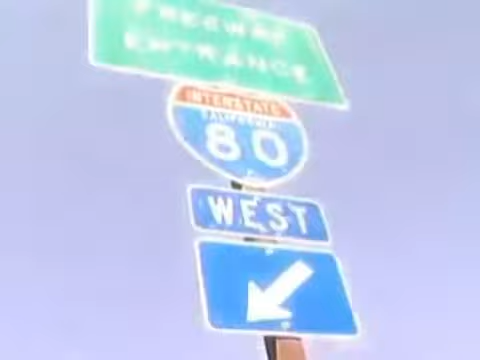 FREEWAY
ENTRANCE
INTERSTATE
CALIFORNIA
80
WEST